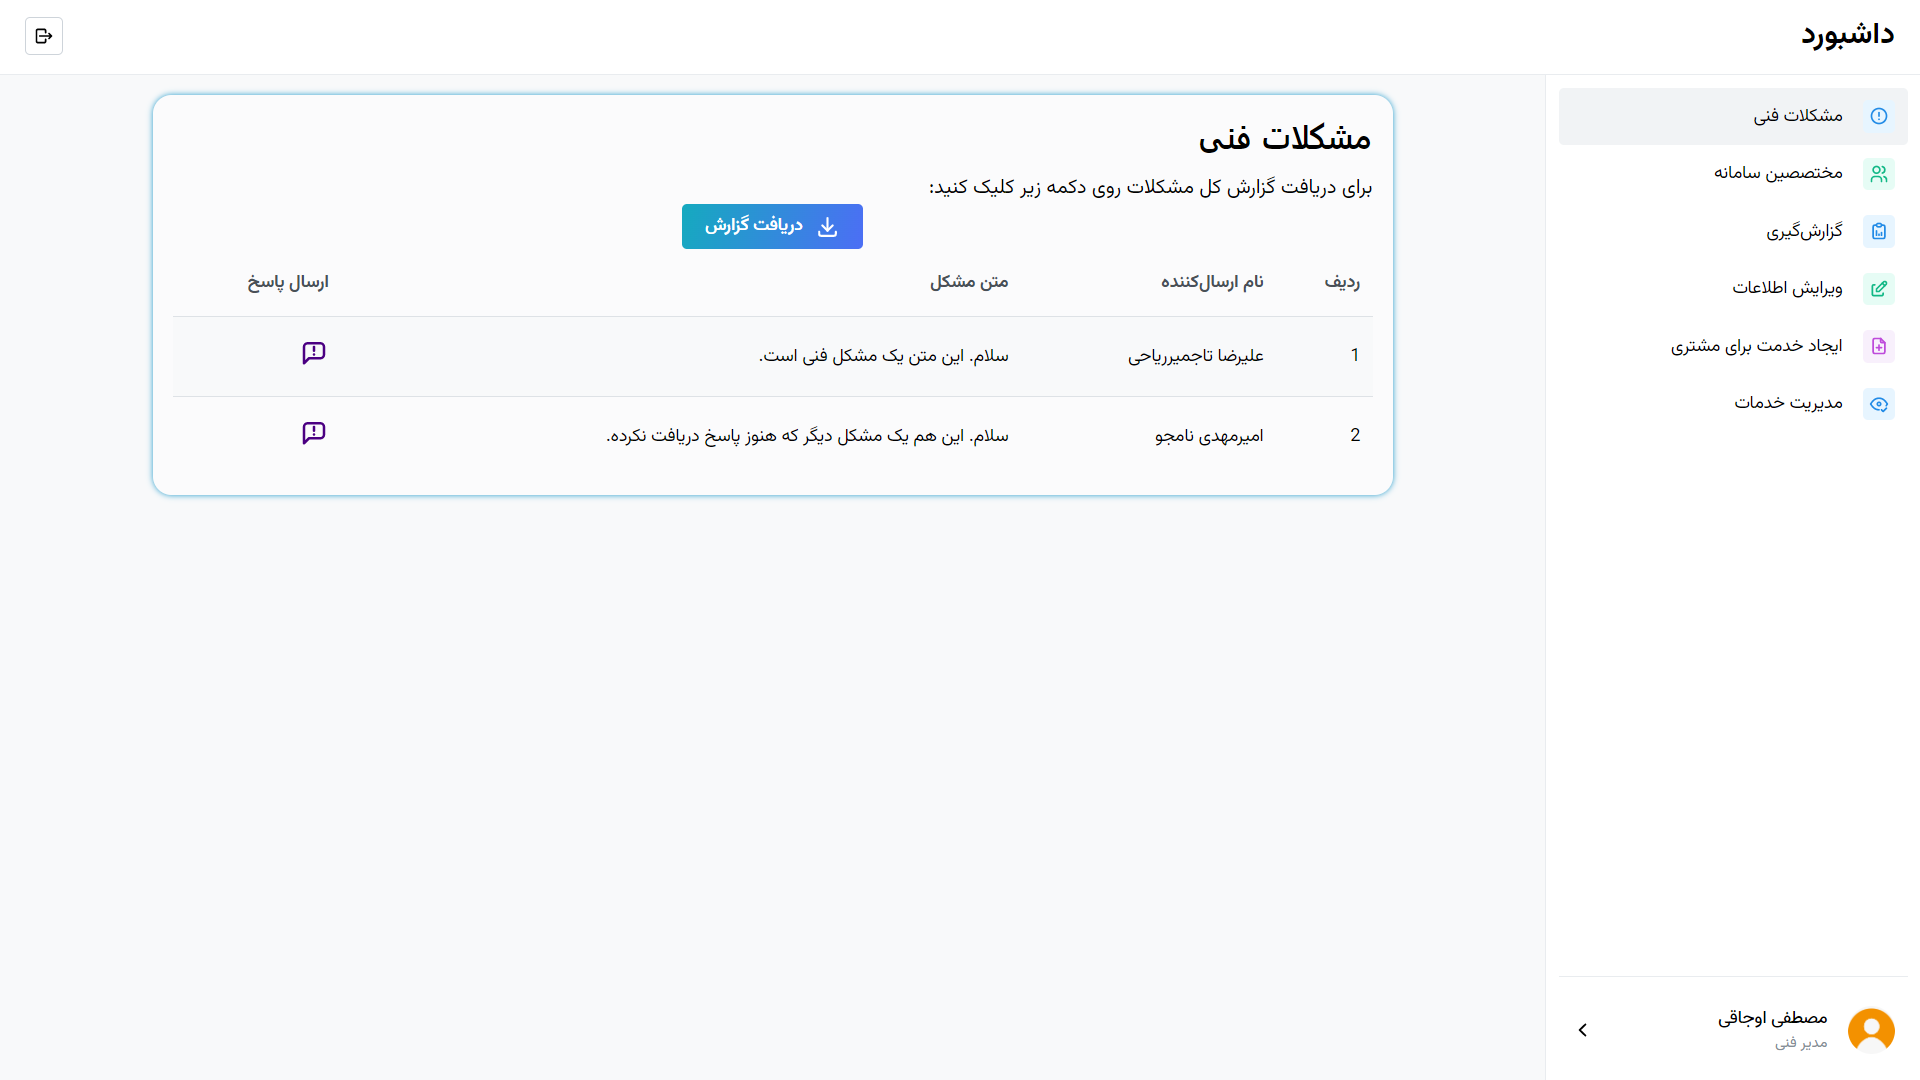 داشبورد
مشکلات فنی
مختصصین سامانه
گزارش‌گیری
ویرایش اطلاعات
ایجاد خدمت برای مشتری
مدیریت خدمات
مصطفی اوجاقی
مدیر فنی
مشکلات فنی
برای دریافت گزارش کل مشکلات روی دکمه زیر کلیک کنید:
دریافت گزارش
ردیف نام ارسال‌کننده متن مشکل ارسال پاسخ
1 علیرضا تاجمیرریاحی سلام. این متن یک مشکل فنی است.
2 امیرمهدی نامجو سلام. این هم یک مشکل دیگر که هنوز پاسخ دریافت نکرده.